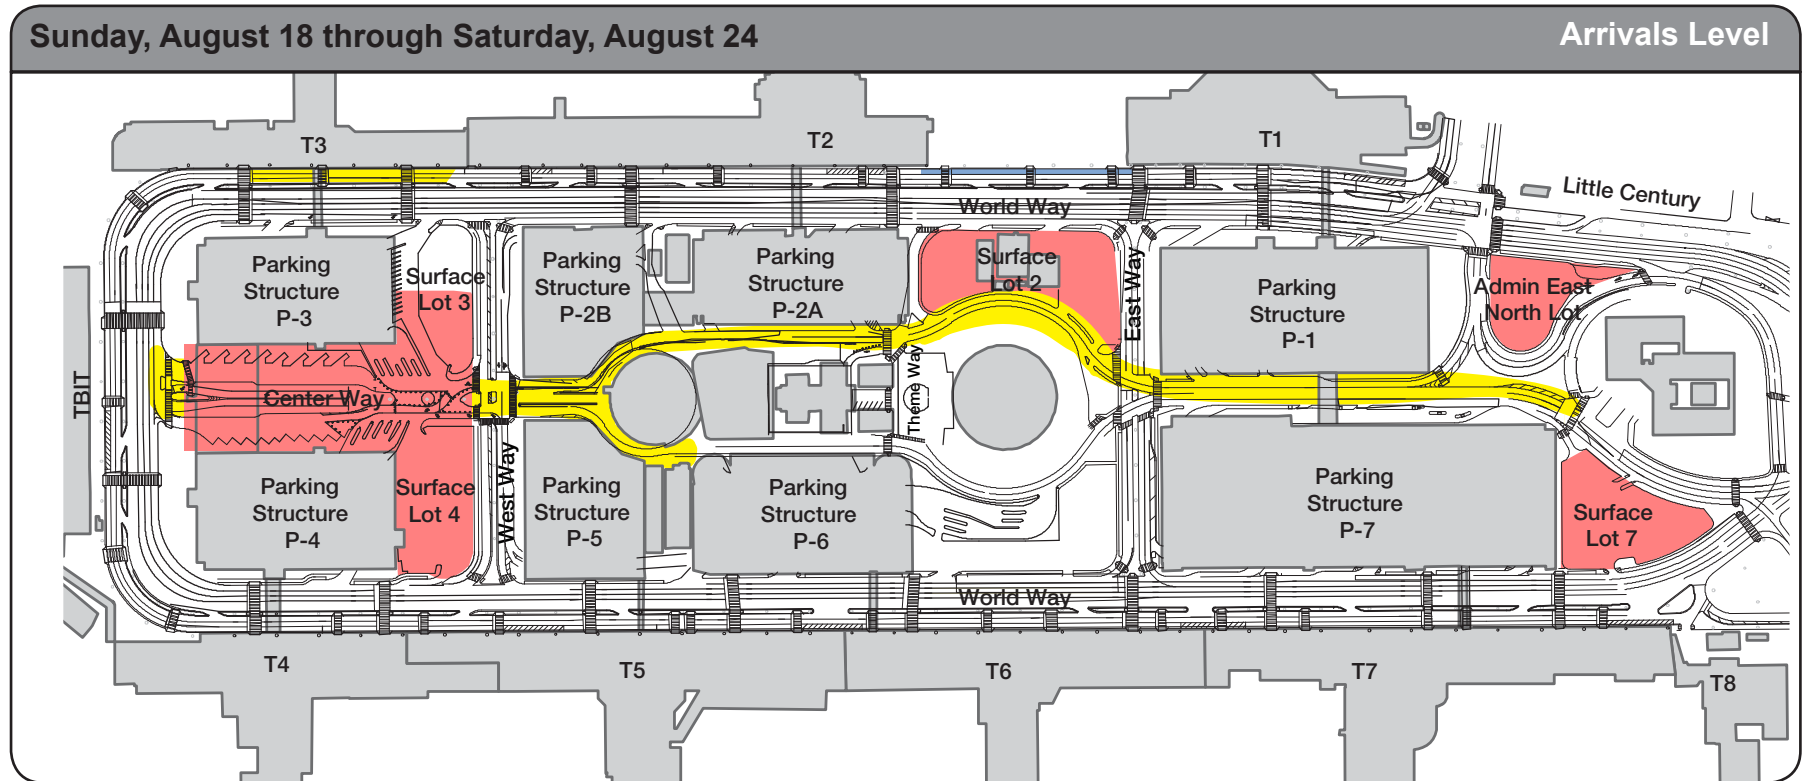 Sunday, August 18 through Saturday, August 24
Arrivals Level
T3
T2
T1
Little Century
World Way
Parking
Structure
P-3
Surface
Lot 3
Parking
Structure
P-2B
Parking
Structure
P-2A
Surface
Lot 2
East Way
Parking
Structure
P-1
Admin East
North Lot
TBIT
Center Way
Theme Way
Parking
Structure
P-4
Surface
Lot 4
West Way
Parking
Structure
P-5
Parking
Structure
P-6
Parking
Structure
P-7
Surface
Lot 7
World Way
T4
T5
T6
T7
T8